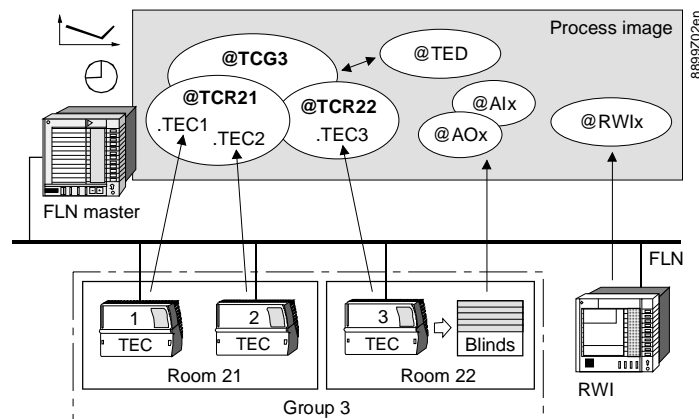 Process image
8899Z02en
@TCG3
@TED
@TCR21
@TCR22
@AIx
@AOx
@RWIx
.TEC1
.TEC2
.TEC3
FLN master
FLN
1
TEC
2
TEC
3
TEC
Blinds
Room 21
Room 22
RWI
Group 3